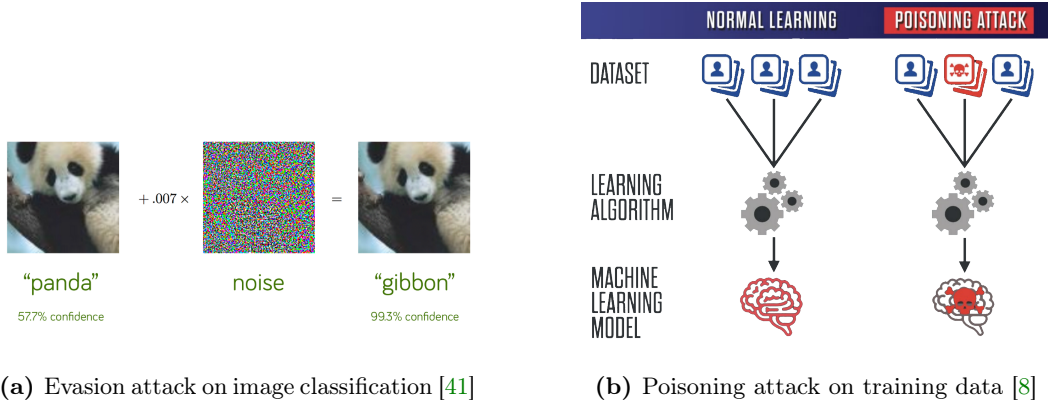 + .007 ×
=
“panda”
noise
“gibbon”
57.7% confidence
99.3% confidence
(a) Evasion attack on image classification [41]
NORMAL LEARNING
POISONING ATTACK
DATASET
LEARNING
ALGORITHM
MACHINE
LEARNING
MODEL
(b) Poisoning attack on training data [8]